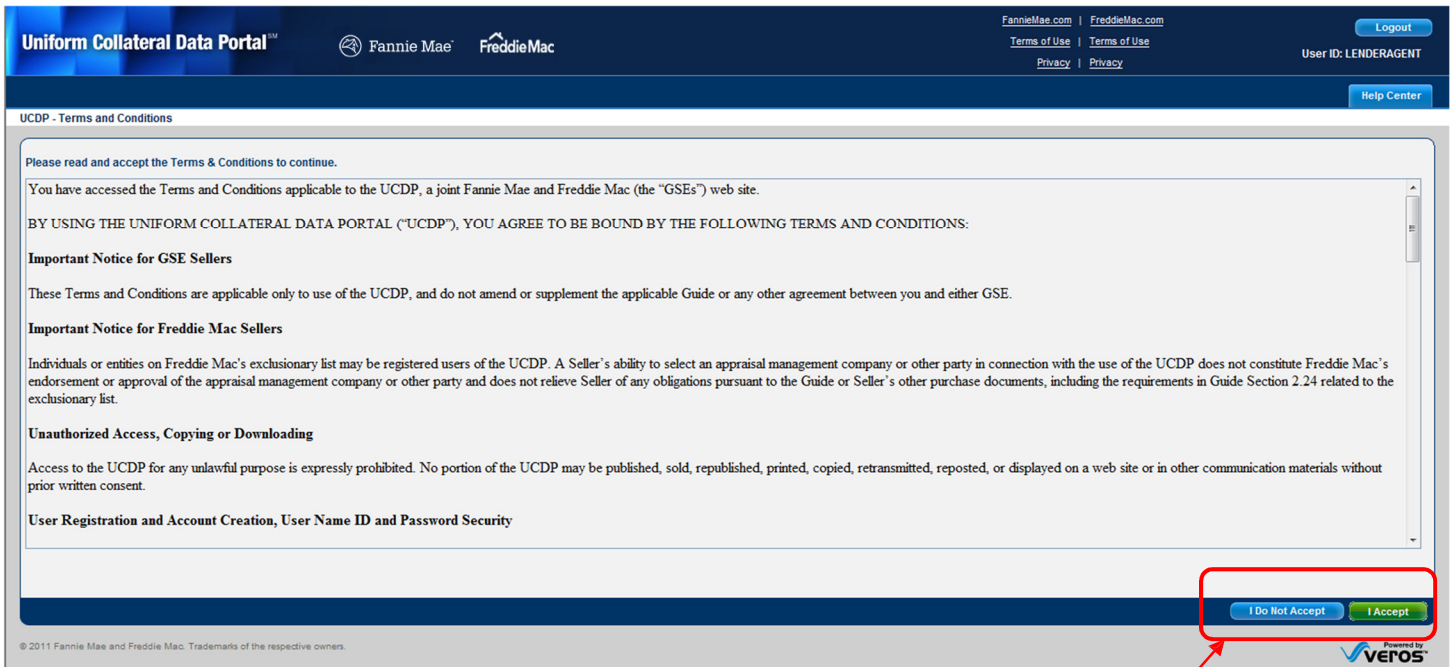 Uniform Collateral Data Portal℠
Fannie Mae
FreddieMac
FannieMae.com | FreddieMac.com
Terms of Use | Terms of Use
Privacy | Privacy
Logout
User ID: LENDERAGENT
Help Center
UCDP - Terms and Conditions
Please read and accept the Terms & Conditions to continue.
You have accessed the Terms and Conditions applicable to the UCDP, a joint Fannie Mae and Freddie Mac (the “GSEs”) web site.
BY USING THE UNIFORM COLLATERAL DATA PORTAL (“UCDP”), YOU AGREE TO BE BOUND BY THE FOLLOWING TERMS AND CONDITIONS:
Important Notice for GSE Sellers
These Terms and Conditions are applicable only to use of the UCDP, and do not amend or supplement the applicable Guide or any other agreement between you and either GSE.
Important Notice for Freddie Mac Sellers
Individuals or entities on Freddie Mac's exclusionary list may be registered users of the UCDP. A Seller’s ability to select an appraisal management company or other party in connection with the use of the UCDP does not constitute Freddie Mac’s
endorsement or approval of the appraisal management company or other party and does not relieve Seller of any obligations pursuant to the Guide or Seller’s other purchase documents, including the requirements in Guide Section 2.24 related to the
exclusionary list.
Unauthorized Access, Copying or Downloading
Access to the UCDP for any unlawful purpose is expressly prohibited. No portion of the UCDP may be published, sold, republished, printed, copied, retransmitted, reposted, or displayed on a web site or in other communication materials without
prior written consent.
User Registration and Account Creation, User Name ID and Password Security
I Do Not Accept
I Accept
© 2011 Fannie Mae and Freddie Mac. Trademarks of the respective owners.
Powered by
veros